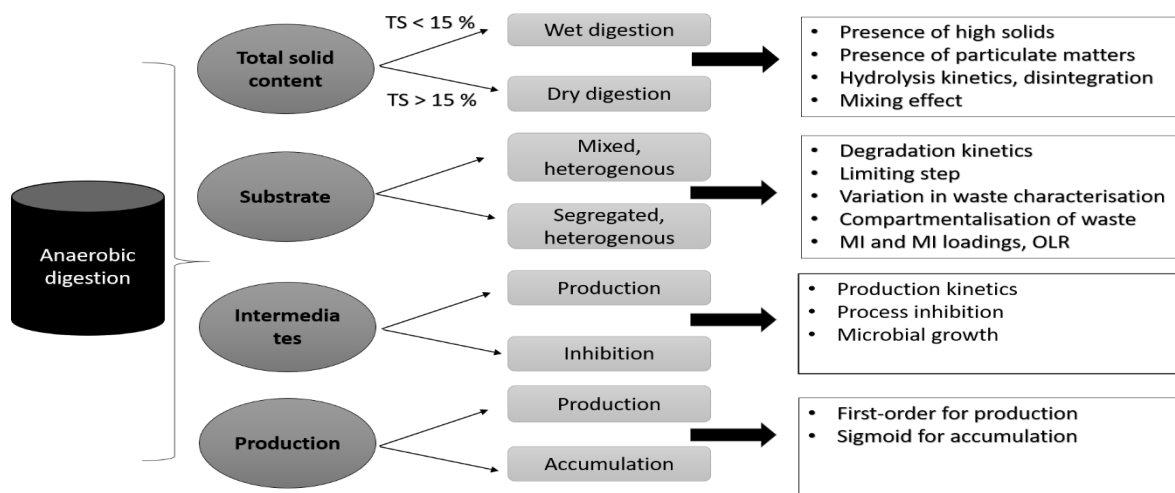 Anaerobic
digestion
Total solid
content
TS < 15 %
TS > 15 %
Wet digestion
Dry digestion
• Presence of high solids
• Presence of particulate matters
• Hydrolysis kinetics, disintegration
• Mixing effect
Substrate
Mixed,
heterogenous
Segregated,
heterogenous
• Degradation kinetics
• Limiting step
• Variation in waste characterisation
• Compartmentalisation of waste
• MI and MI loadings, OLR
Intermedia
tes
Production
Inhibition
• Production kinetics
• Process inhibition
• Microbial growth
Production
Production
Accumulation
• First-order for production
• Sigmoid for accumulation